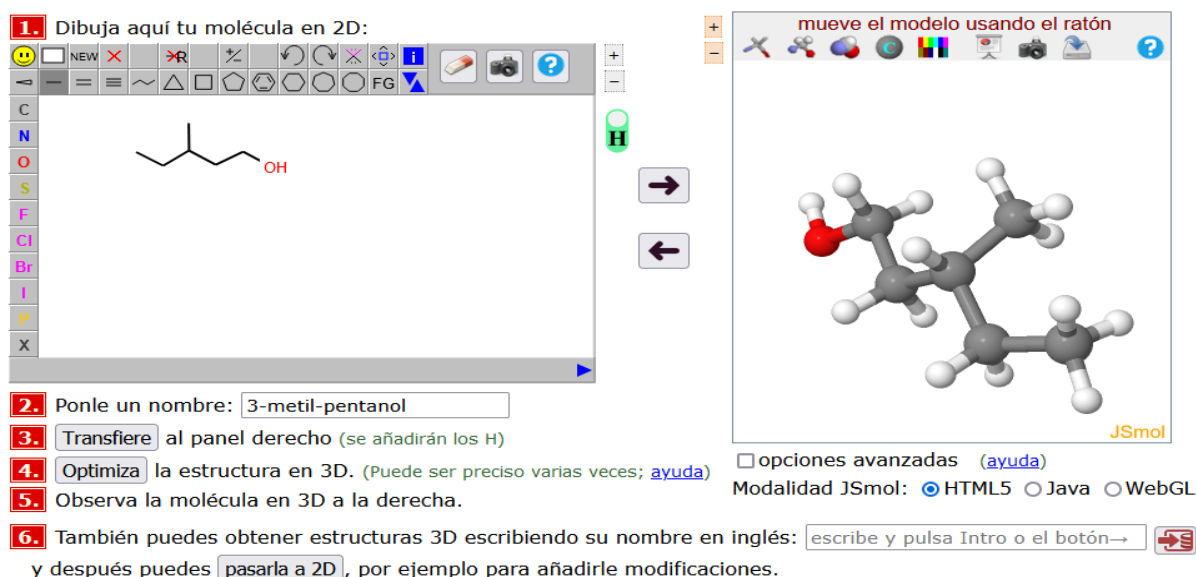 1. Dibuja aquí tu molécula en 2D:
NEW R +/− i ?
FG
C
N
O
S
F
Cl
Br
I
P
X
OH
+
−
H
+
−
mueve el modelo usando el ratón
C ?
JSmol
2. Ponle un nombre: 3-metil-pentanol
3. Transfiere al panel derecho (se añadirán los H)
4. Optimiza la estructura en 3D. (Puede ser preciso varias veces; ayuda)
5. Observa la molécula en 3D a la derecha.
opciones avanzadas (ayuda)
Modalidad JSmol: HTML5 Java WebGL
6. También puedes obtener estructuras 3D escribiendo su nombre en inglés: escribe y pulsa Intro o el botón→
y después puedes pasarla a 2D, por ejemplo para añadirle modificaciones.